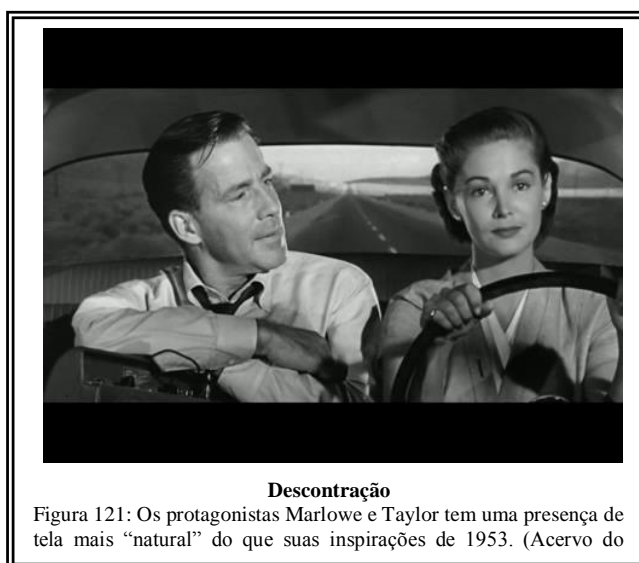 Descontração
Figura 121: Os protagonistas Marlowe e Taylor tem uma presença de
tela mais “natural” do que suas inspirações de 1953. (Acervo do